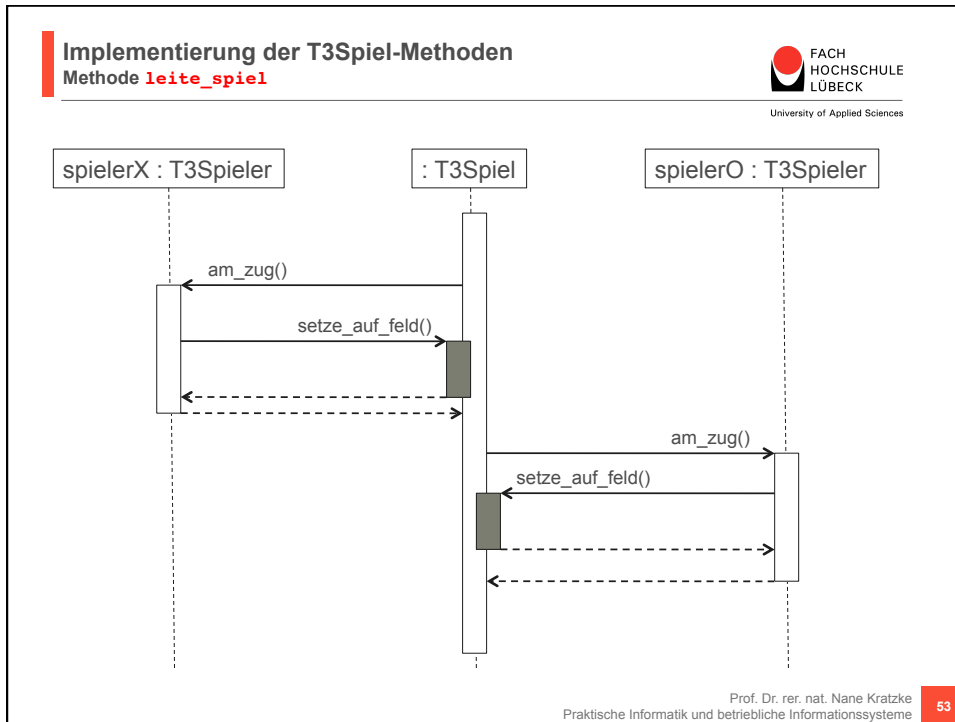 Implementierung der T3Spiel-Methoden
Methode leite_spiel
FACH
HOCHSCHULE
LÜBECK
University of Applied Sciences
spielerX : T3Spieler
: T3Spiel
spielerO : T3Spieler
am_zug()
setze_auf_feld()
am_zug()
setze_auf_feld()
Prof. Dr. rer. nat. Nane Kratzke
Praktische Informatik und betriebliche Informationssysteme
53